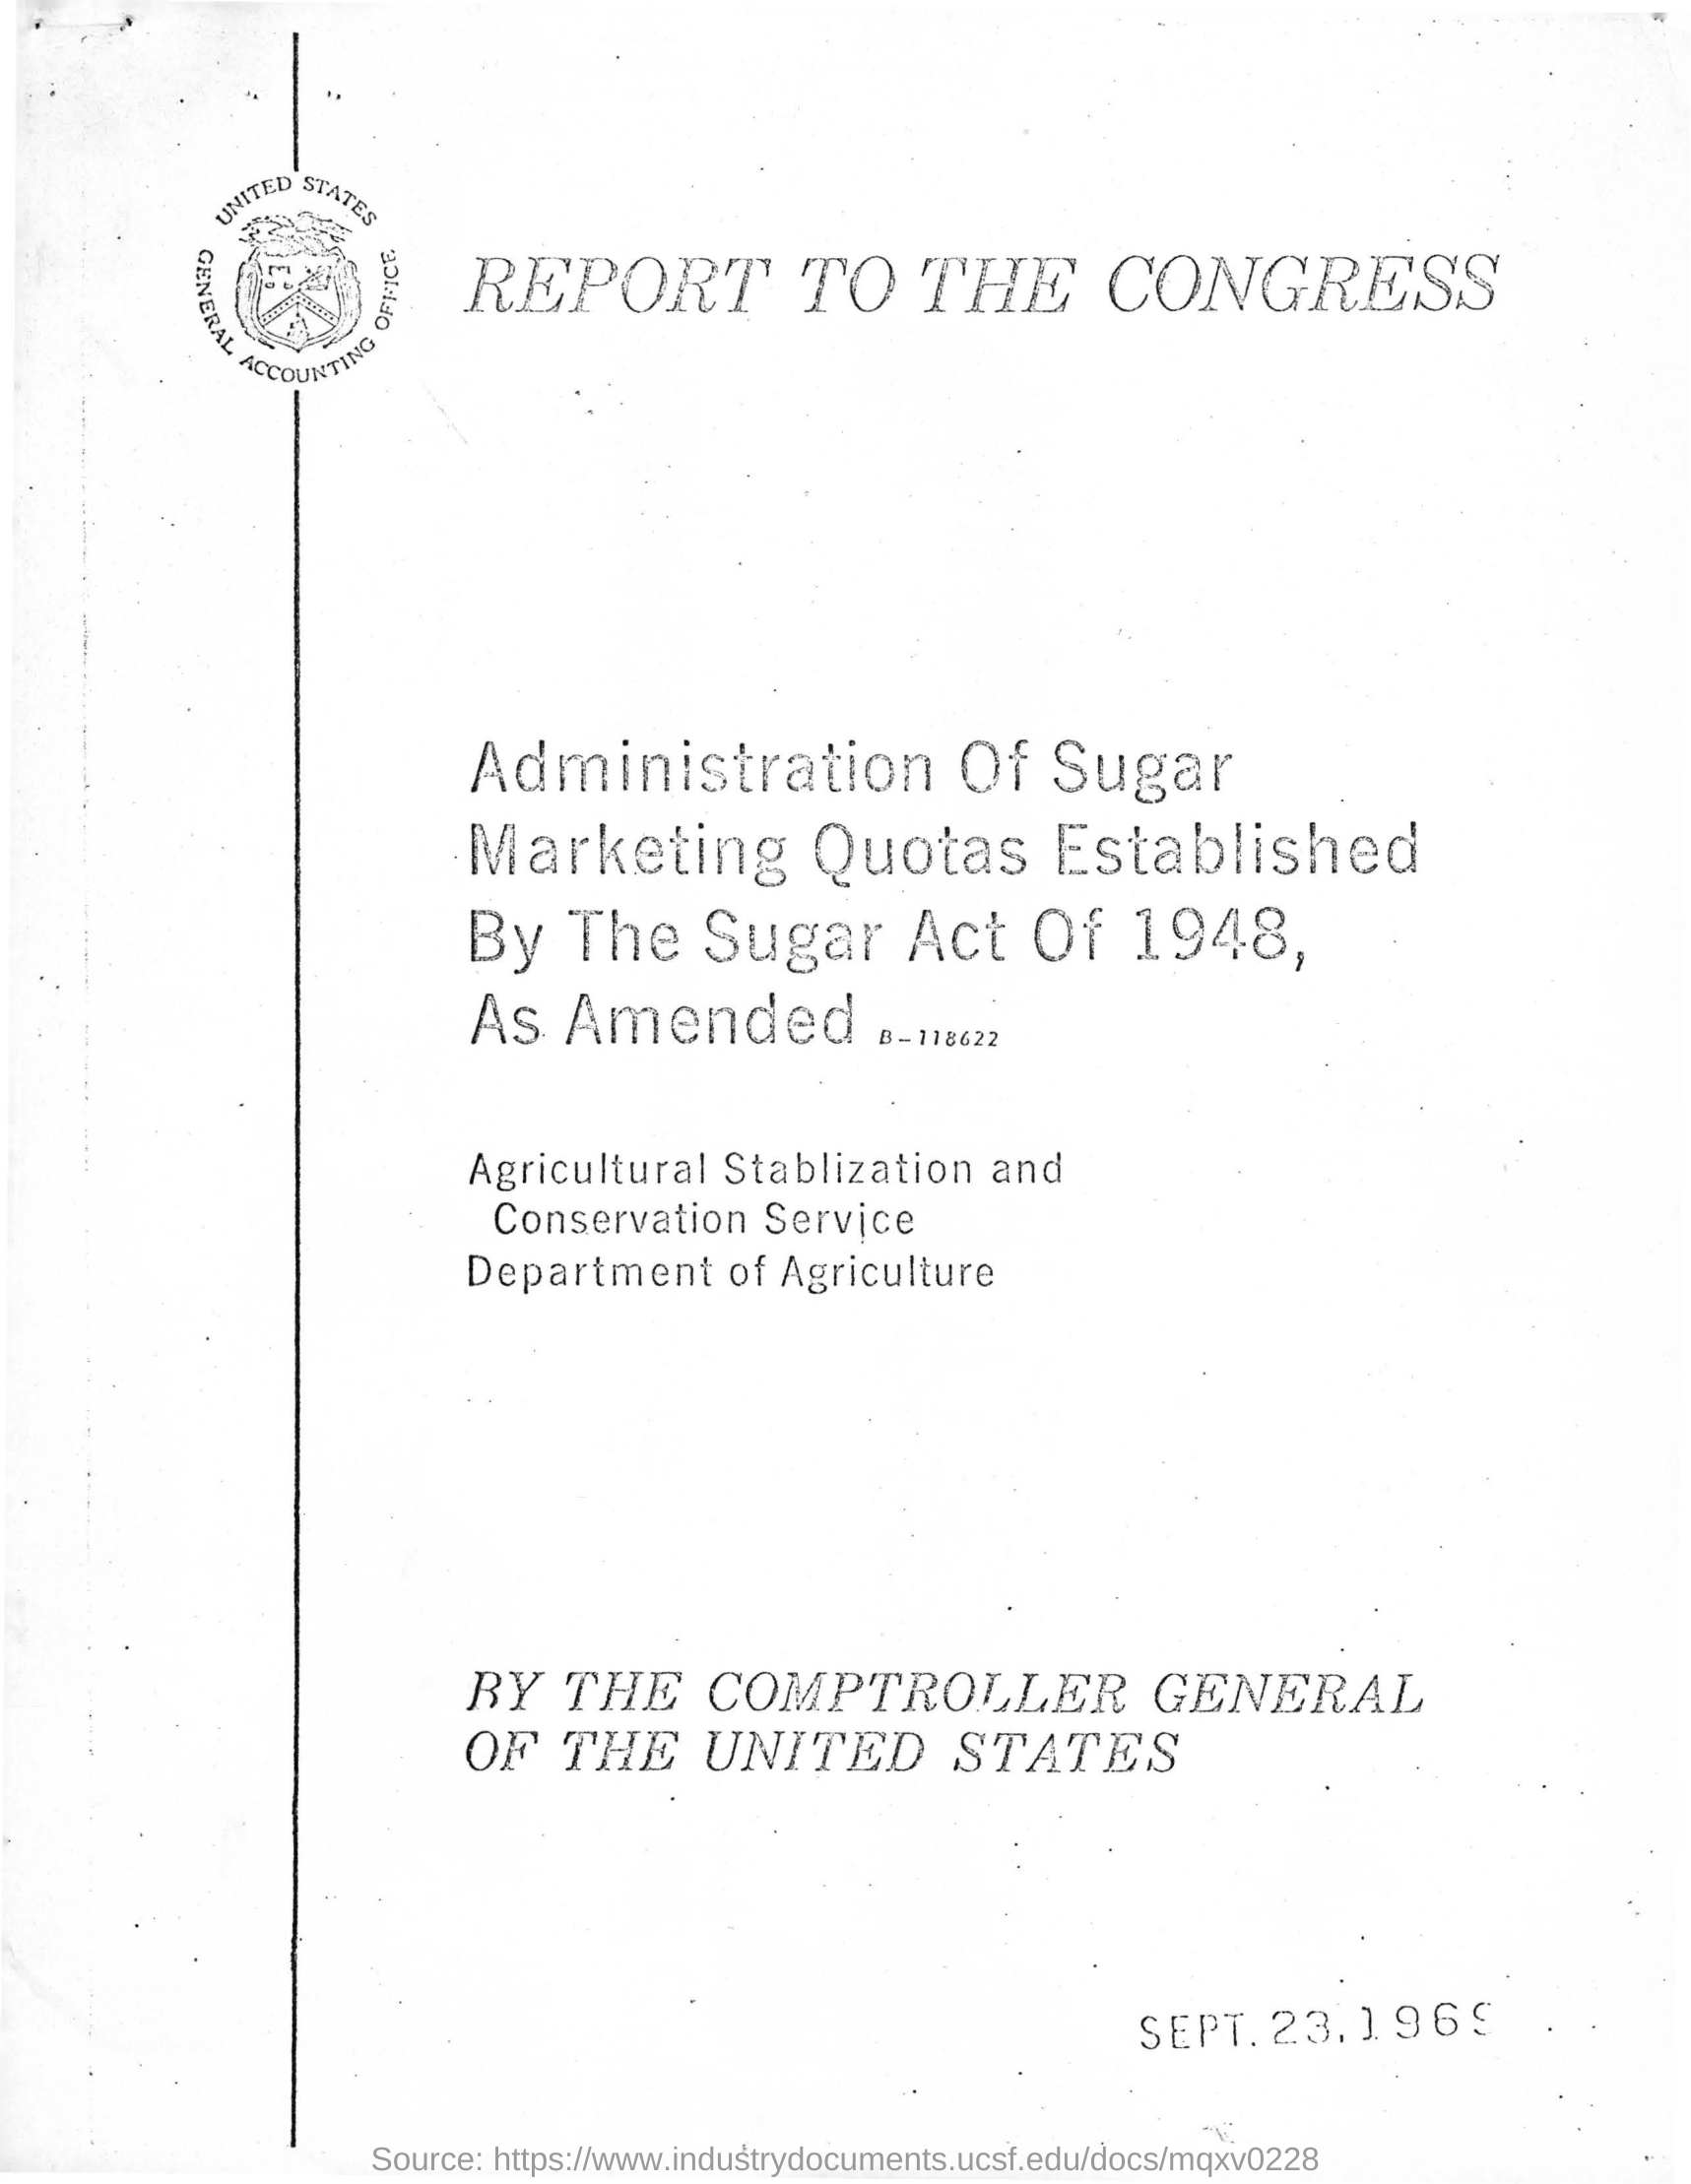 UNITED STATES
GENERAL ACCOUNTING OFFICE
REPORT TO THE CONGRESS
Administration Of Sugar
Marketing Quotas Established
By The Sugar Act Of 1948,
As Amended B-118622
Agricultural Stablization and
Conservation Service
Department of Agriculture
BY THE COMPTROLLER GENERAL
OF THE UNITED STATES
SEPT. 23, 1969
Source: https://www.industrydocuments.ucsf.edu/docs/mqxv0228